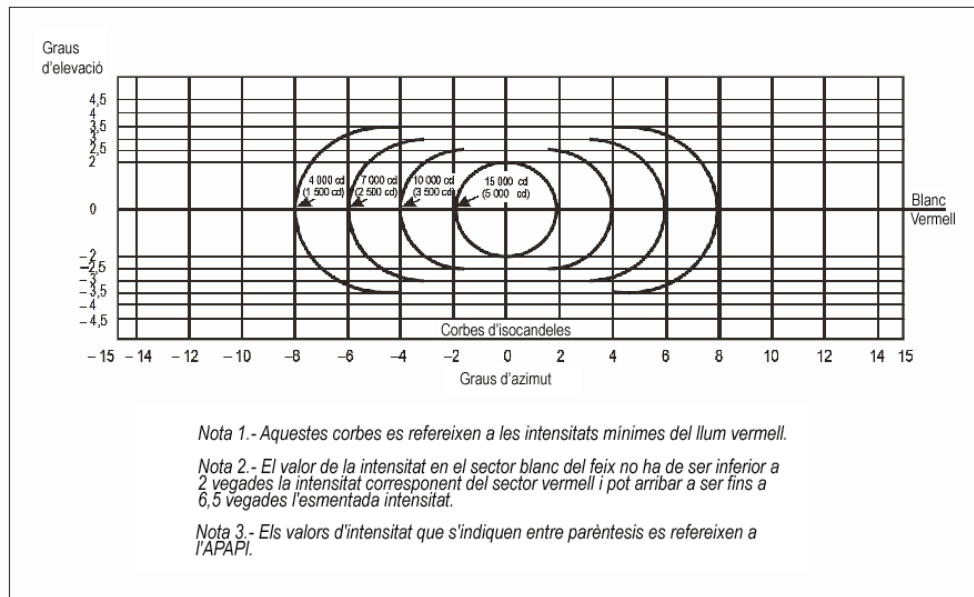 Graus
d'elevació
4,5
4
3,5
3
2,5
2
4 000 cd
(1 500 cd)
7 000 cd
(2 500 cd)
10 000 cd
(3 500 cd)
15 000 cd
(5 000 cd)
0
Blanc
Vermell
– 2
–2,5
– 3
– 3,5
– 4
– 4,5
Corbes d'isocandeles
– 15 – 14 – 12 –10 –8 –6 –4 –2 0 2 4 6 8 10 12 14 15
Graus d'azimut
Nota 1.- Aquestes corbes es refereixen a les intensitats mínimes del llum vermell.
Nota 2.- El valor de la intensitat en el sector blanc del feix no ha de ser inferior a
2 vegades la intensitat corresponent del sector vermell i pot arribar a ser fins a
6,5 vegades l'esmentada intensitat.
Nota 3.- Els valors d'intensitat que s'indiquen entre parèntesis es refereixen a
l'APAPI.